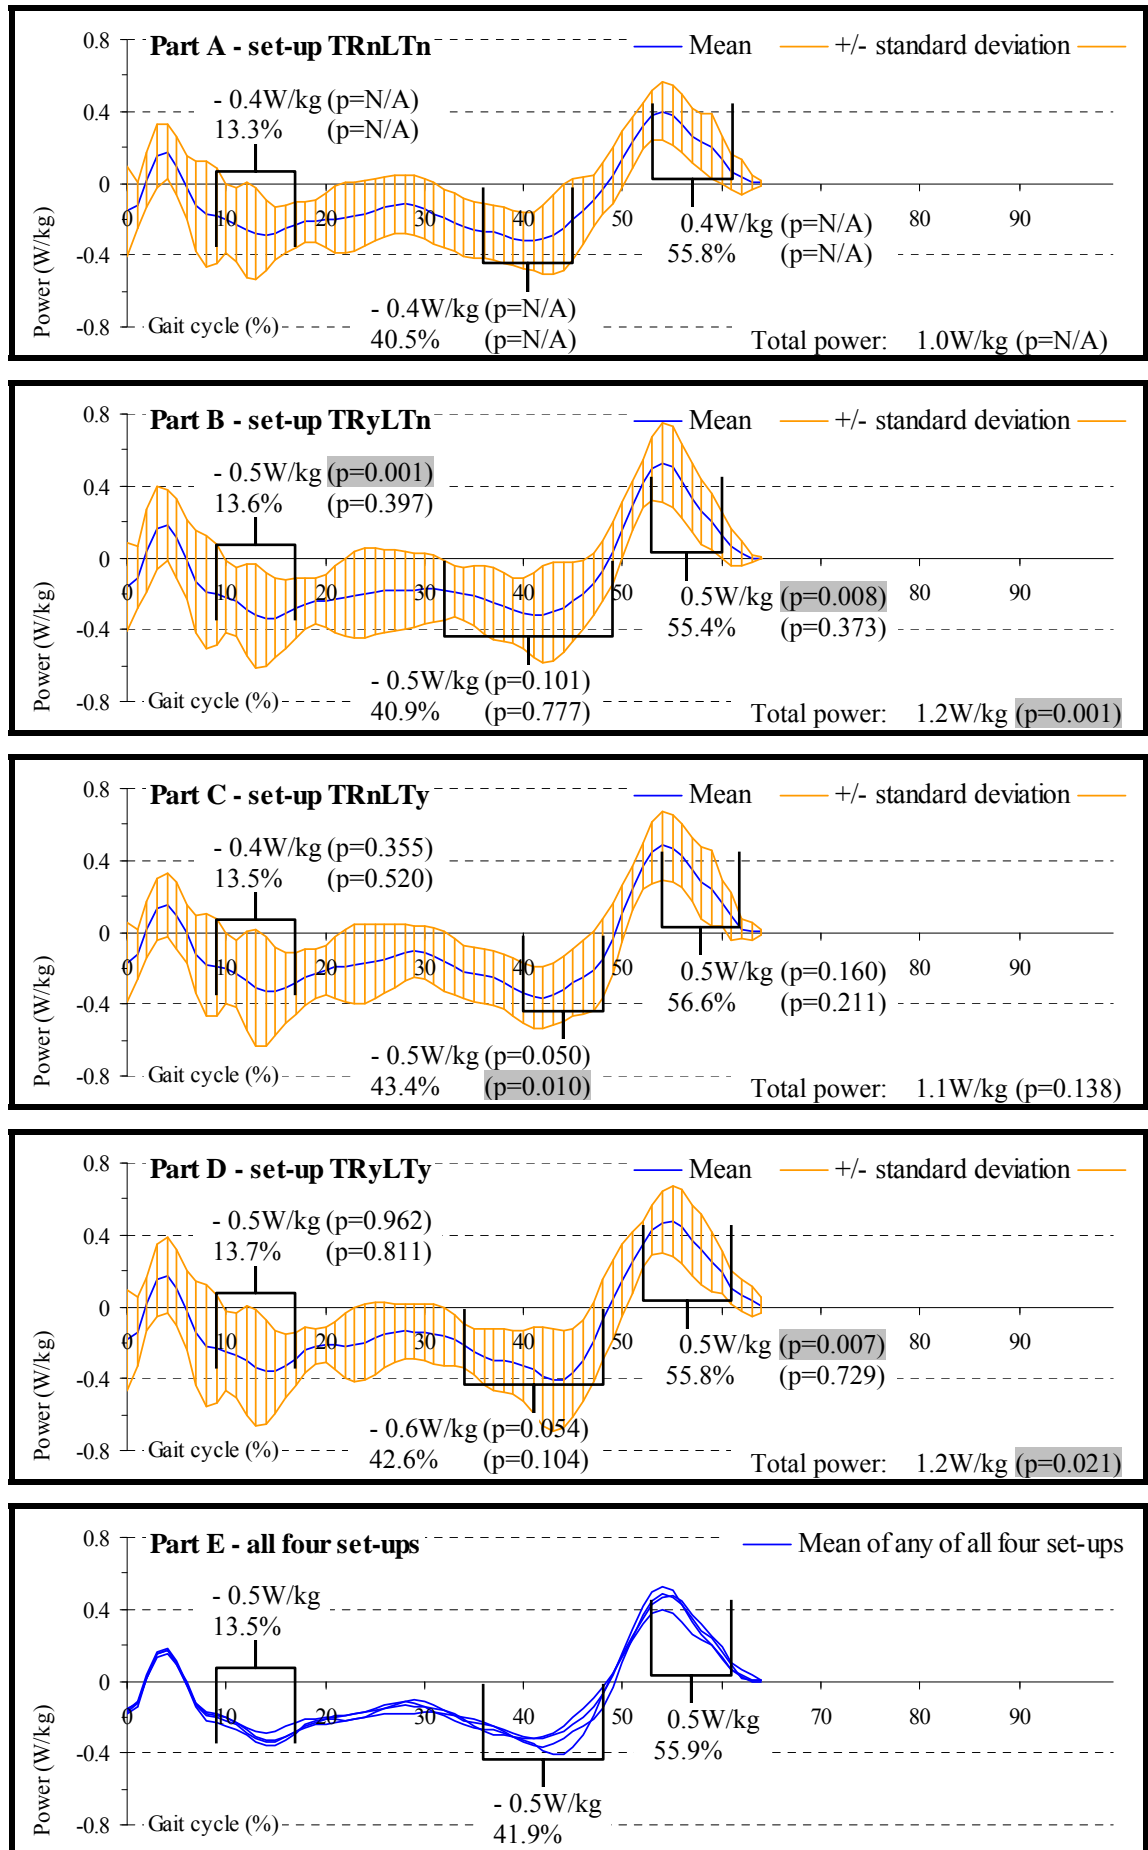 Part A - set-up TRnLTn
Mean
+/- standard deviation
0.8
0.4
0
-0.4
-0.8
Power (W/kg)
- 0.4W/kg (p=N/A)
13.3% (p=N/A)
0 10 20 30 40 50 80 90
0.4W/kg (p=N/A)
55.8% (p=N/A)
- 0.4W/kg (p=N/A)
40.5% (p=N/A)
Gait cycle (%)
Total power: 1.0W/kg (p=N/A)
Part B - set-up TRyLTn
Mean
+/- standard deviation
0.8
0.4
0
-0.4
-0.8
Power (W/kg)
- 0.5W/kg (p=0.001)
13.6% (p=0.397)
0 10 20 30 40 50 80 90
0.5W/kg (p=0.008)
55.4% (p=0.373)
- 0.5W/kg (p=0.101)
40.9% (p=0.777)
Gait cycle (%)
Total power: 1.2W/kg (p=0.001)
Part C - set-up TRnLTy
Mean
+/- standard deviation
0.8
0.4
0
-0.4
-0.8
Power (W/kg)
- 0.4W/kg (p=0.355)
13.5% (p=0.520)
0 10 20 30 40 50 80 90
0.5W/kg (p=0.160)
56.6% (p=0.211)
- 0.5W/kg (p=0.050)
43.4% (p=0.010)
Gait cycle (%)
Total power: 1.1W/kg (p=0.138)
Part D - set-up TRyLTy
Mean
+/- standard deviation
0.8
0.4
0
-0.4
-0.8
Power (W/kg)
- 0.5W/kg (p=0.962)
13.7% (p=0.811)
0 10 20 30 40 50 70 80 90
0.5W/kg (p=0.007)
55.8% (p=0.729)
- 0.6W/kg (p=0.054)
42.6% (p=0.104)
Gait cycle (%)
Total power: 1.2W/kg (p=0.021)
Part E - all four set-ups
Mean of any of all four set-ups
0.8
0.4
0
-0.4
-0.8
Power (W/kg)
- 0.5W/kg
13.5%
0 10 20 30 40 50 70 80 90
0.5W/kg
55.9%
- 0.5W/kg
41.9%
Gait cycle (%)